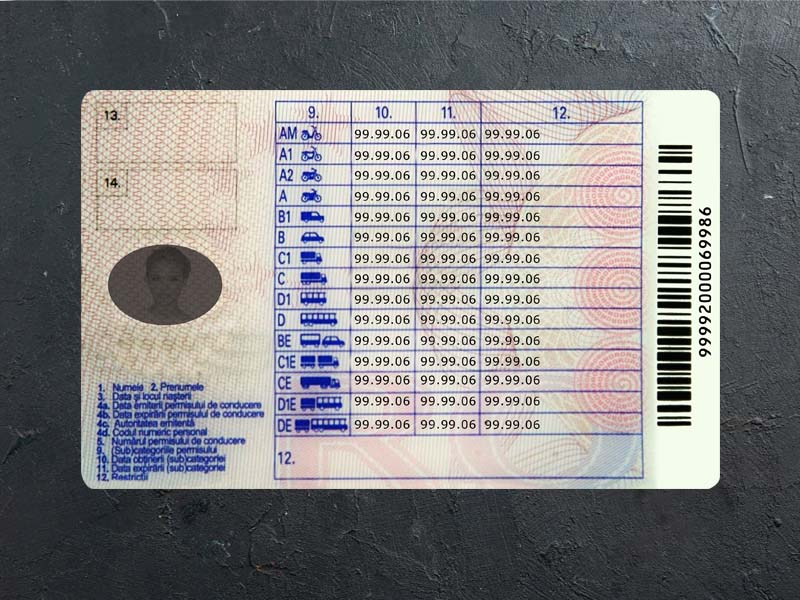 13.
14.
9. 10. 11. 12.
AM 99.99.06 99.99.06 99.99.06
A1 99.99.06 99.99.06 99.99.06
A2 99.99.06 99.99.06 99.99.06
A 99.99.06 99.99.06 99.99.06
B1 99.99.06 99.99.06 99.99.06
B 99.99.06 99.99.06 99.99.06
C1 99.99.06 99.99.06 99.99.06
C 99.99.06 99.99.06 99.99.06
D1 99.99.06 99.99.06 99.99.06
D 99.99.06 99.99.06 99.99.06
BE 99.99.06 99.99.06 99.99.06
C1E 99.99.06 99.99.06 99.99.06
CE 99.99.06 99.99.06 99.99.06
D1E 99.99.06 99.99.06 99.99.06
DE 99.99.06 99.99.06 99.99.06
12.
1. Numele 2. Prenumele
3. Data și locul nașterii
4a. Data emiterii permisului de conducere
4b. Data expirării permisului de conducere
4c. Autoritatea emitentă
4d. Codul numeric personal
5. Numărul permisului de conducere
9. (Sub)categoriile permisului
10. Data obținerii (sub)categoriei
11. Data expirării (sub)categoriei
12. Restricții
99992000069986